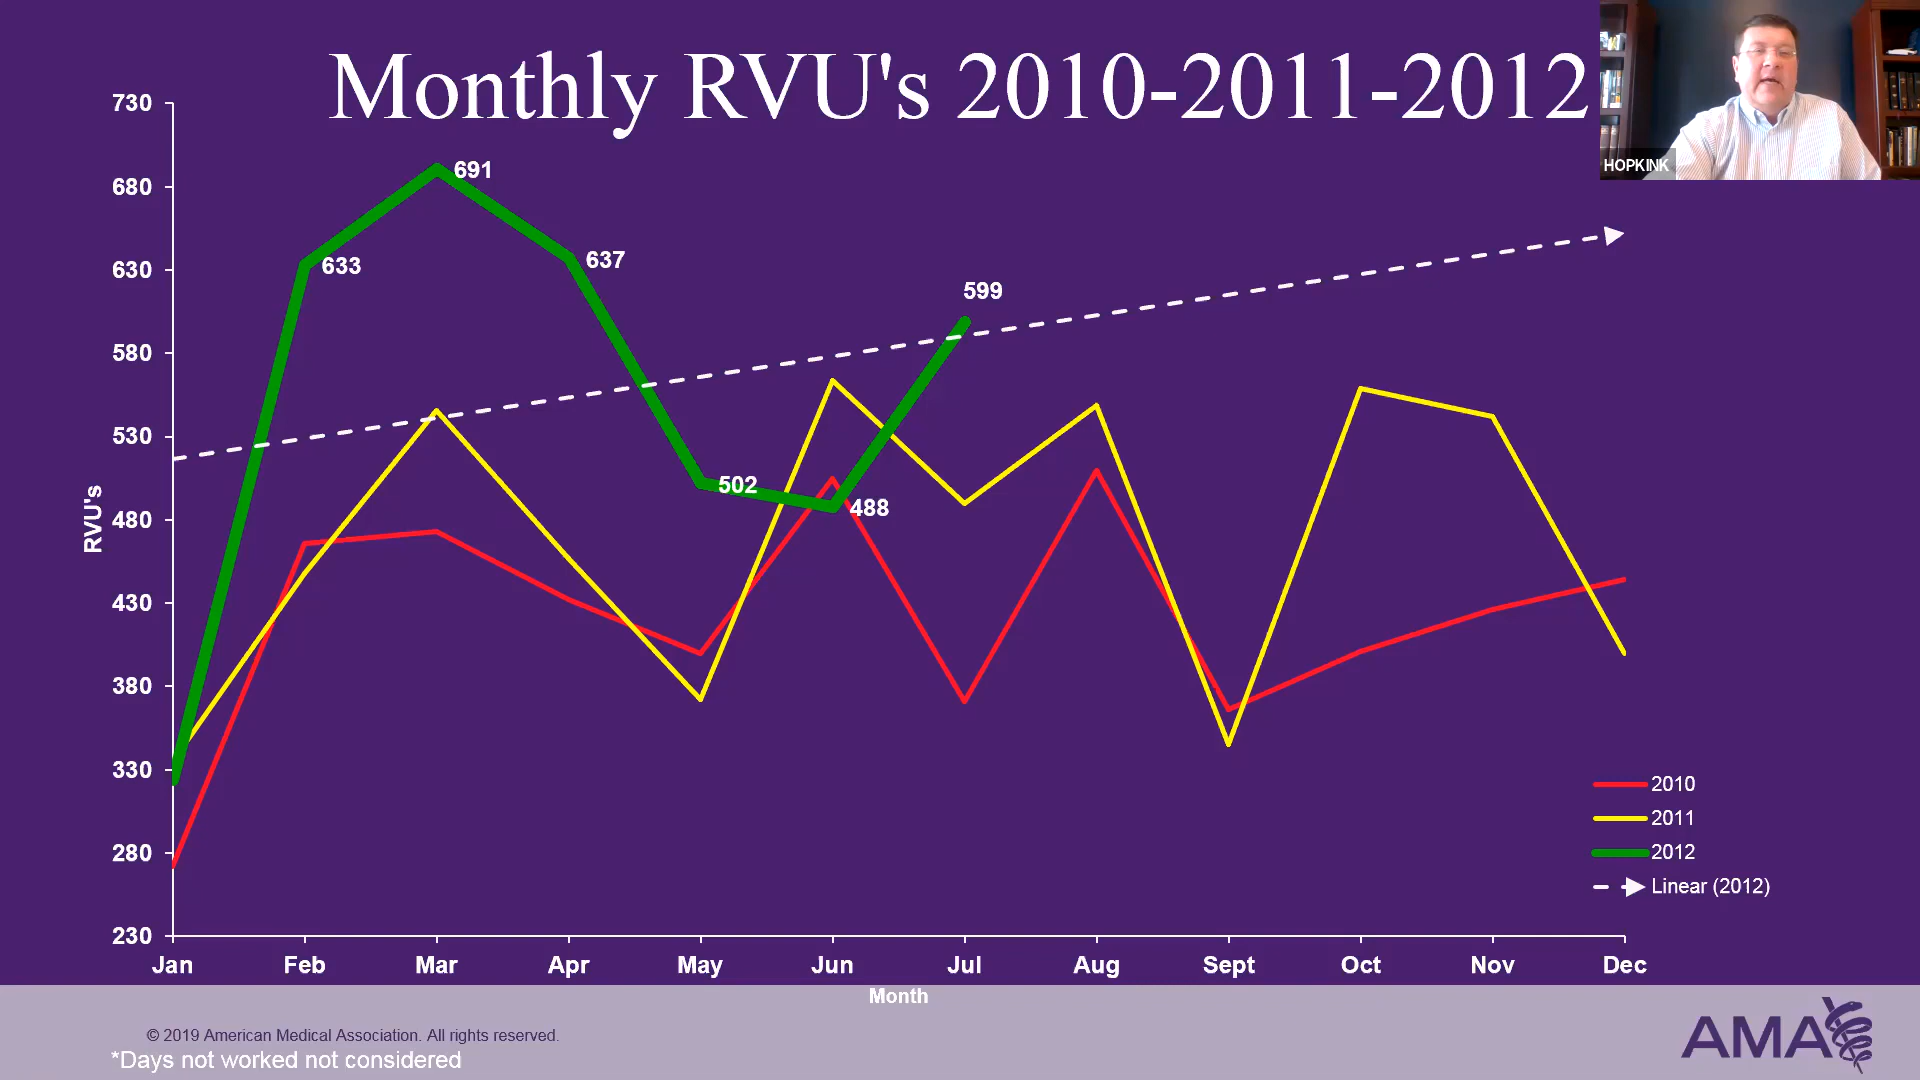 Monthly RVU's 2010-2011-2012
HOPKINK
730
680
630
580
530
480
430
380
330
280
230
RVU's
691
633
637
599
502
488
2010
2011
2012
Linear (2012)
Jan Feb Mar Apr May Jun Jul Aug Sept Oct Nov Dec
Month
© 2019 American Medical Association. All rights reserved.
*Days not worked not considered
AMA